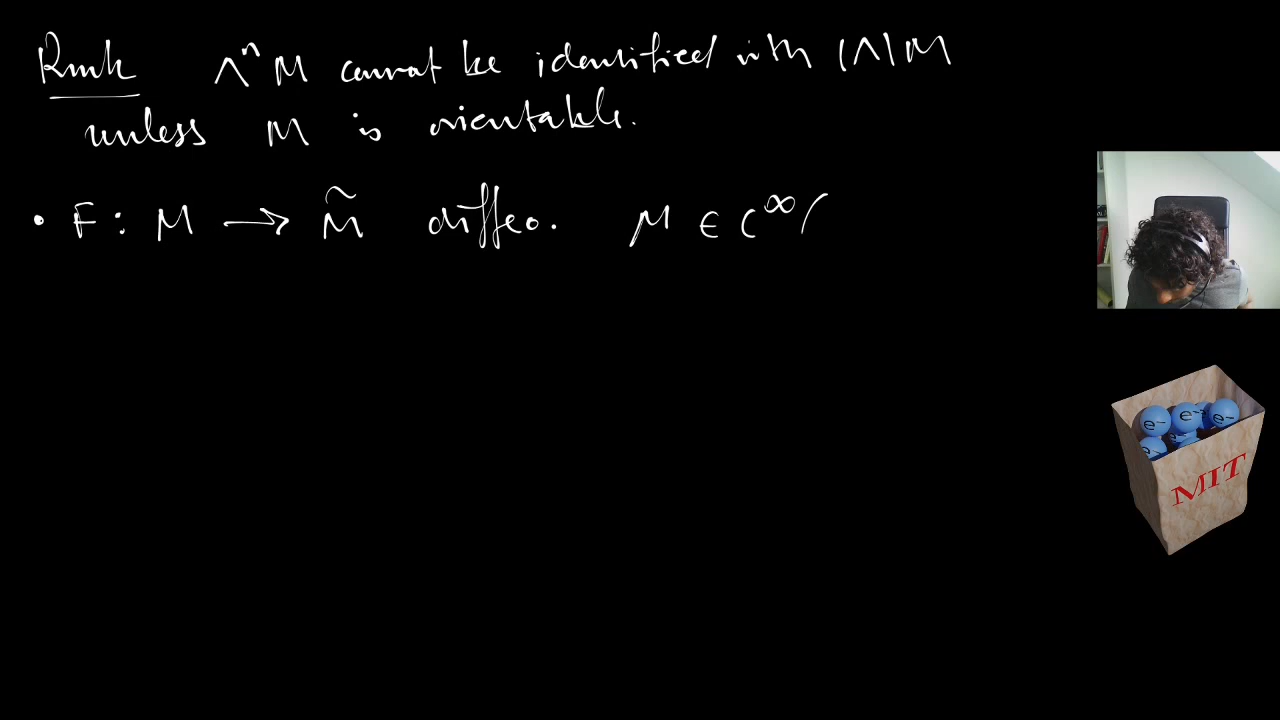 Rmk Λⁿ M cannot be identified with |Λ| M
unless M is orientable.
• F : M → M̃ diffeo. μ ∈ C^∞(
e⁻ e⁻ e⁻
e⁻ e⁻
MIT